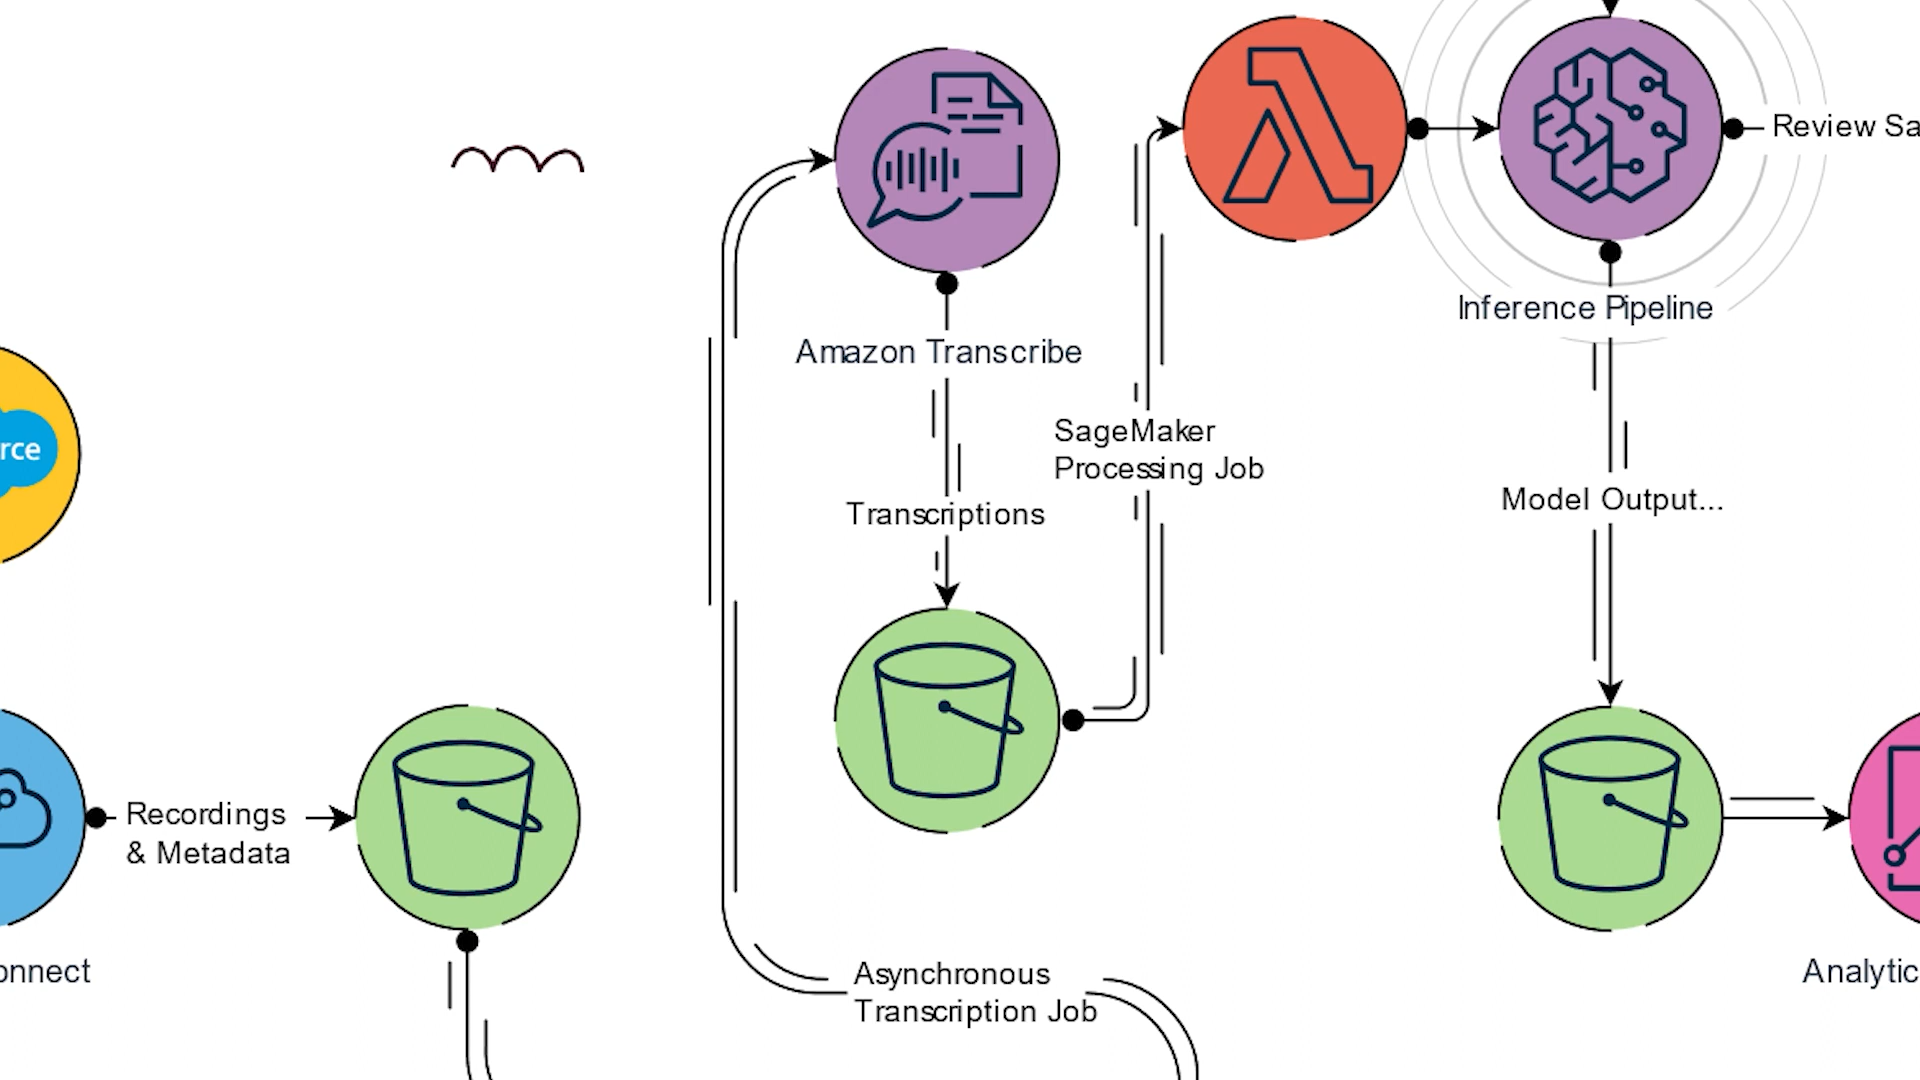 Review Sa
Inference Pipeline
Amazon Transcribe
SageMaker
Processing Job
rce
Model Output...
Transcriptions
Recordings
& Metadata
onnect
Analytic
Asynchronous
Transcription Job